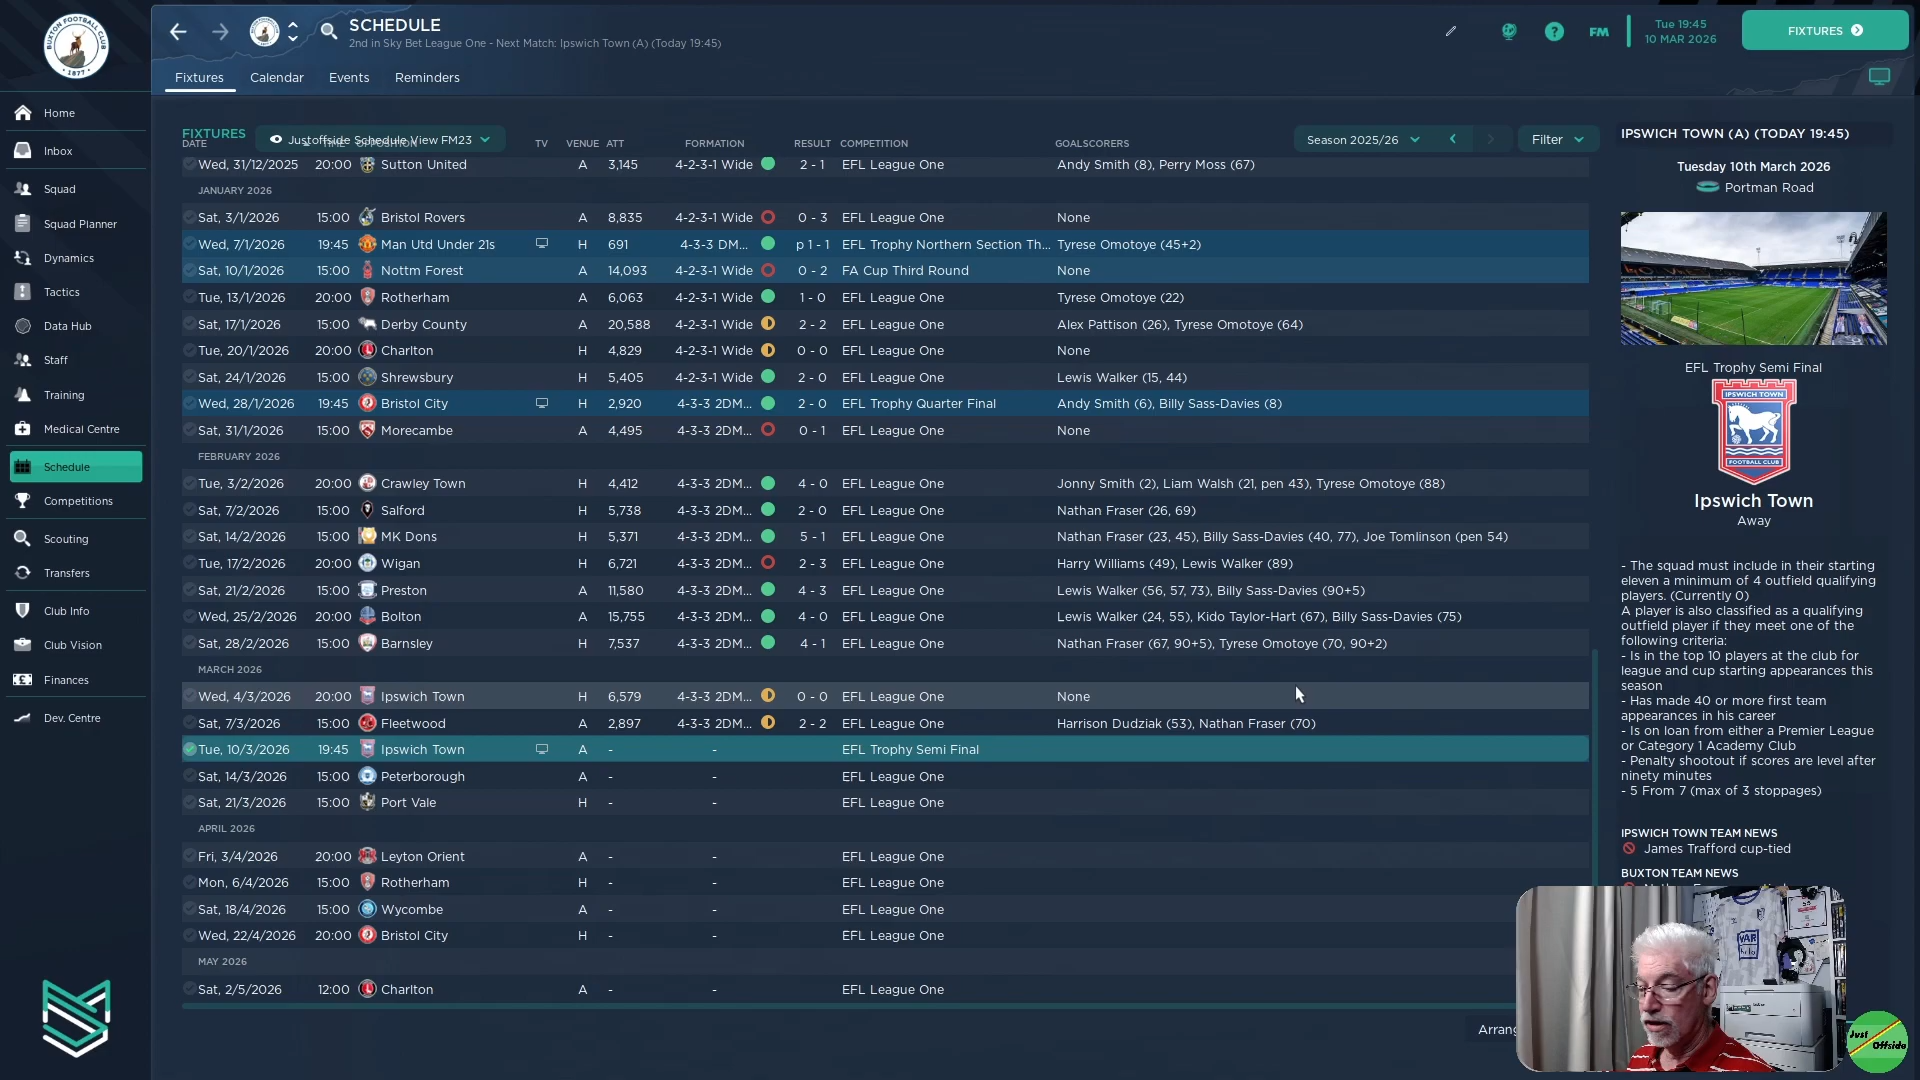 SCHEDULE
2nd in Sky Bet League One - Next Match: Ipswich Town (A) (Today 19:45)
FM
Tue 19:45
10 MAR 2026
FIXTURES
Fixtures
Calendar
Events
Reminders
BUXTON FOOTBALL CLUB
1877
Home
Inbox
Squad
Squad Planner
Dynamics
Tactics
Data Hub
Staff
Training
Medical Centre
Schedule
Competitions
Scouting
Transfers
Club Info
Club Vision
Finances
Dev. Centre
FIXTURES
Justoffside Schedule View FM23
Season 2025/26
Filter
DATE TV VENUE ATT FORMATION RESULT COMPETITION GOALSCORERS
Wed, 31/12/2025 20:00 Sutton United A 3,145 4-2-3-1 Wide 2 - 1 EFL League One Andy Smith (8), Perry Moss (67)
JANUARY 2026
Sat, 3/1/2026 15:00 Bristol Rovers A 8,835 4-2-3-1 Wide 0 - 3 EFL League One None
Wed, 7/1/2026 19:45 Man Utd Under 21s H 691 4-3-3 DM... p 1 - 1 EFL Trophy Northern Section Th... Tyrese Omotoye (45+2)
Sat, 10/1/2026 15:00 Nottm Forest A 14,093 4-2-3-1 Wide 0 - 2 FA Cup Third Round None
Tue, 13/1/2026 20:00 Rotherham A 6,063 4-2-3-1 Wide 1 - 0 EFL League One Tyrese Omotoye (22)
Sat, 17/1/2026 15:00 Derby County A 20,588 4-2-3-1 Wide 2 - 2 EFL League One Alex Pattison (26), Tyrese Omotoye (64)
Tue, 20/1/2026 20:00 Charlton H 4,829 4-2-3-1 Wide 0 - 0 EFL League One None
Sat, 24/1/2026 15:00 Shrewsbury H 5,405 4-2-3-1 Wide 2 - 0 EFL League One Lewis Walker (15, 44)
Wed, 28/1/2026 19:45 Bristol City H 2,920 4-3-3 2DM... 2 - 0 EFL Trophy Quarter Final Andy Smith (6), Billy Sass-Davies (8)
Sat, 31/1/2026 15:00 Morecambe A 4,495 4-3-3 2DM... 0 - 1 EFL League One None
FEBRUARY 2026
Tue, 3/2/2026 20:00 Crawley Town H 4,412 4-3-3 2DM... 4 - 0 EFL League One Jonny Smith (2), Liam Walsh (21, pen 43), Tyrese Omotoye (88)
Sat, 7/2/2026 15:00 Salford H 5,738 4-3-3 2DM... 2 - 0 EFL League One Nathan Fraser (26, 69)
Sat, 14/2/2026 15:00 MK Dons H 5,371 4-3-3 2DM... 5 - 1 EFL League One Nathan Fraser (23, 45), Billy Sass-Davies (40, 77), Joe Tomlinson (pen 54)
Tue, 17/2/2026 20:00 Wigan H 6,721 4-3-3 2DM... 2 - 3 EFL League One Harry Williams (49), Lewis Walker (89)
Sat, 21/2/2026 15:00 Preston A 11,580 4-3-3 2DM... 4 - 3 EFL League One Lewis Walker (56, 57, 73), Billy Sass-Davies (90+5)
Wed, 25/2/2026 20:00 Bolton A 15,755 4-3-3 2DM... 4 - 0 EFL League One Lewis Walker (24, 55), Kido Taylor-Hart (67), Billy Sass-Davies (75)
Sat, 28/2/2026 15:00 Barnsley H 7,537 4-3-3 2DM... 4 - 1 EFL League One Nathan Fraser (67, 90+5), Tyrese Omotoye (70, 90+2)
MARCH 2026
Wed, 4/3/2026 20:00 Ipswich Town H 6,579 4-3-3 2DM... 0 - 0 EFL League One None
Sat, 7/3/2026 15:00 Fleetwood A 2,897 4-3-3 2DM... 2 - 2 EFL League One Harrison Dudziak (53), Nathan Fraser (70)
Tue, 10/3/2026 19:45 Ipswich Town A - - EFL Trophy Semi Final
Sat, 14/3/2026 15:00 Peterborough A - - EFL League One
Sat, 21/3/2026 15:00 Port Vale H - - EFL League One
APRIL 2026
Fri, 3/4/2026 20:00 Leyton Orient A - - EFL League One
Mon, 6/4/2026 15:00 Rotherham H - - EFL League One
Sat, 18/4/2026 15:00 Wycombe A - - EFL League One
Wed, 22/4/2026 20:00 Bristol City H - - EFL League One
MAY 2026
Sat, 2/5/2026 12:00 Charlton A - - EFL League One
Arrang
IPSWICH TOWN (A) (TODAY 19:45)
Tuesday 10th March 2026
Portman Road
EFL Trophy Semi Final
IPSWICH TOWN
FOOTBALL CLUB
Ipswich Town
Away
- The squad must include in their starting
eleven a minimum of 4 outfield qualifying
players. (Currently 0)
A player is also classified as a qualifying
outfield player if they meet one of the
following criteria:
- Is in the top 10 players at the club for
league and cup starting appearances this
season
- Has made 40 or more first team
appearances in his career
- Is on loan from either a Premier League
or Category 1 Academy Club
- Penalty shootout if scores are level after
ninety minutes
- 5 From 7 (max of 3 stoppages)
IPSWICH TOWN TEAM NEWS
James Trafford cup-tied
BUXTON TEAM NEWS
VAR
Just
Offside